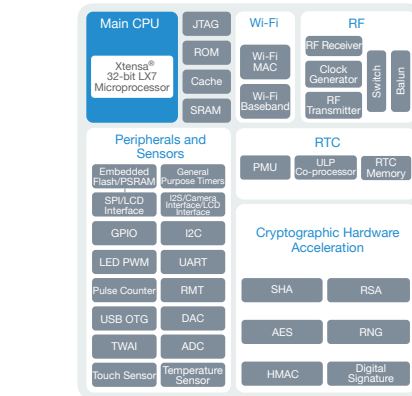 Main CPU
Xtensa®
32-bit LX7
Microprocessor
JTAG
ROM
Cache
SRAM
Wi-Fi
Wi-Fi
MAC
Wi-Fi
Baseband
RF
RF Receiver
Clock
Generator
RF
Transmitter
Switch
Balun
Peripherals and
Sensors
Embedded
Flash/PSRAM
General
Purpose Timers
SPI/LCD
Interface
I2S/Camera
Interface/LCD
Interface
GPIO
I2C
LED PWM
UART
Pulse Counter
RMT
USB OTG
DAC
TWAI
ADC
Touch Sensor
Temperature
Sensor
RTC
PMU
ULP
Co-processor
RTC
Memory
Cryptographic Hardware
Acceleration
SHA
RSA
AES
RNG
HMAC
Digital
Signature